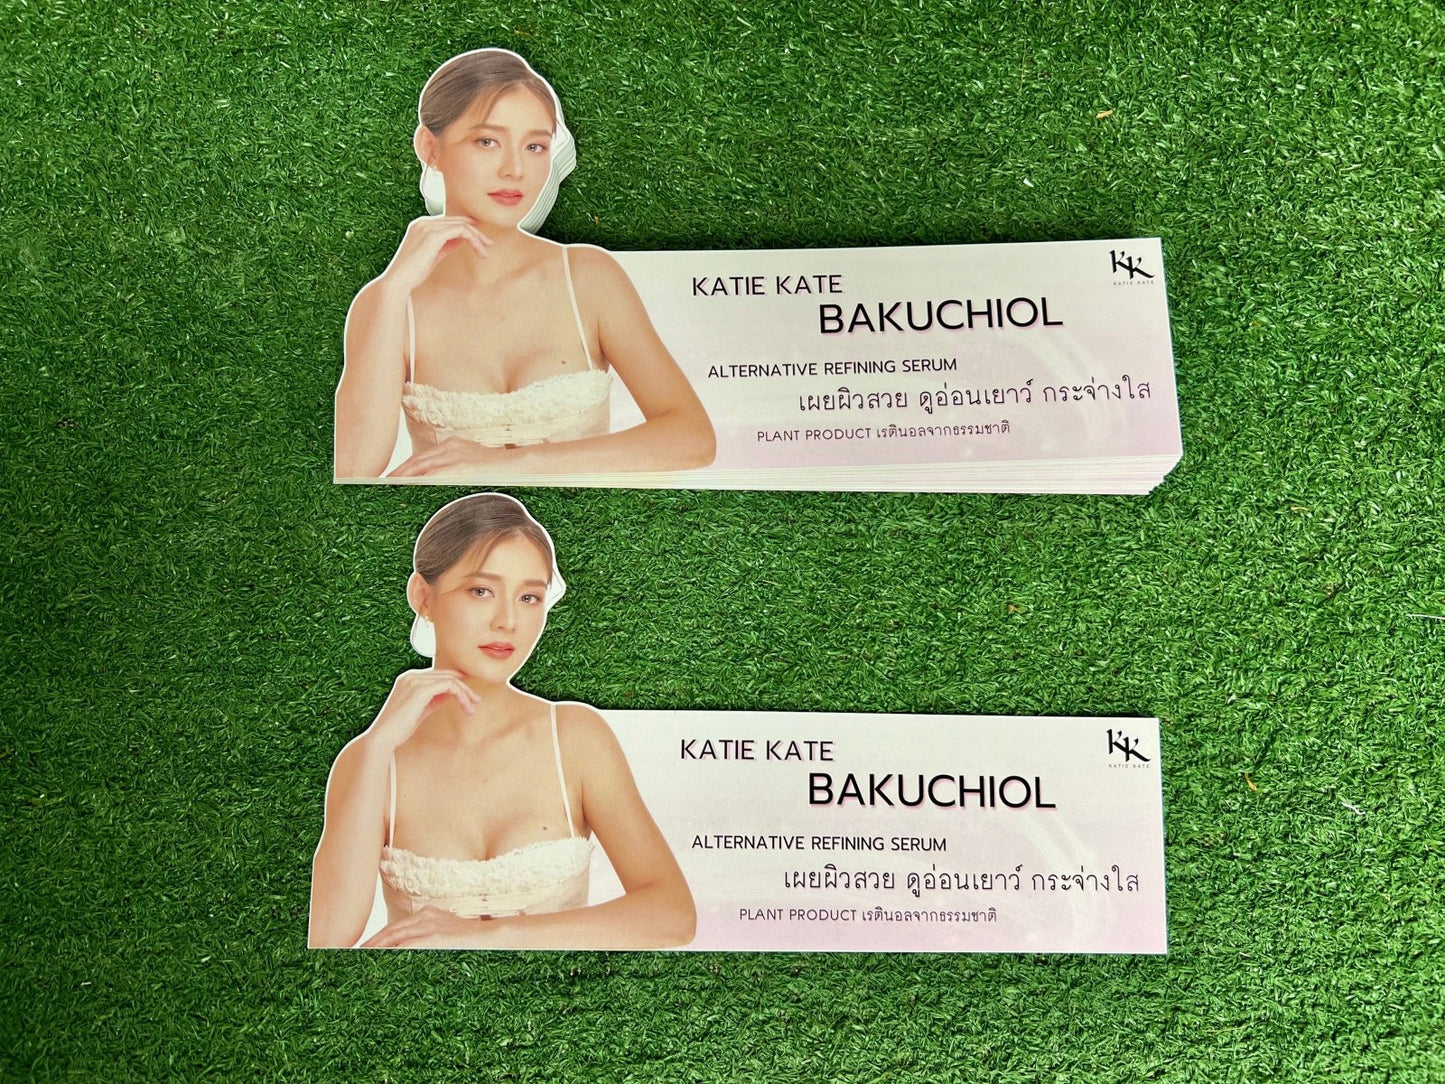 KK
KATIE KATE
KATIE KATE
BAKUCHIOL
ALTERNATIVE REFINING SERUM
เผยผิวสวย ดูอ่อนเยาว์ กระจ่างใส
PLANT PRODUCT เรตินอลจากธรรมชาติ
KK
KATIE KATE
KATIE KATE
BAKUCHIOL
ALTERNATIVE REFINING SERUM
เผยผิวสวย ดูอ่อนเยาว์ กระจ่างใส
PLANT PRODUCT เรตินอลจากธรรมชาติ